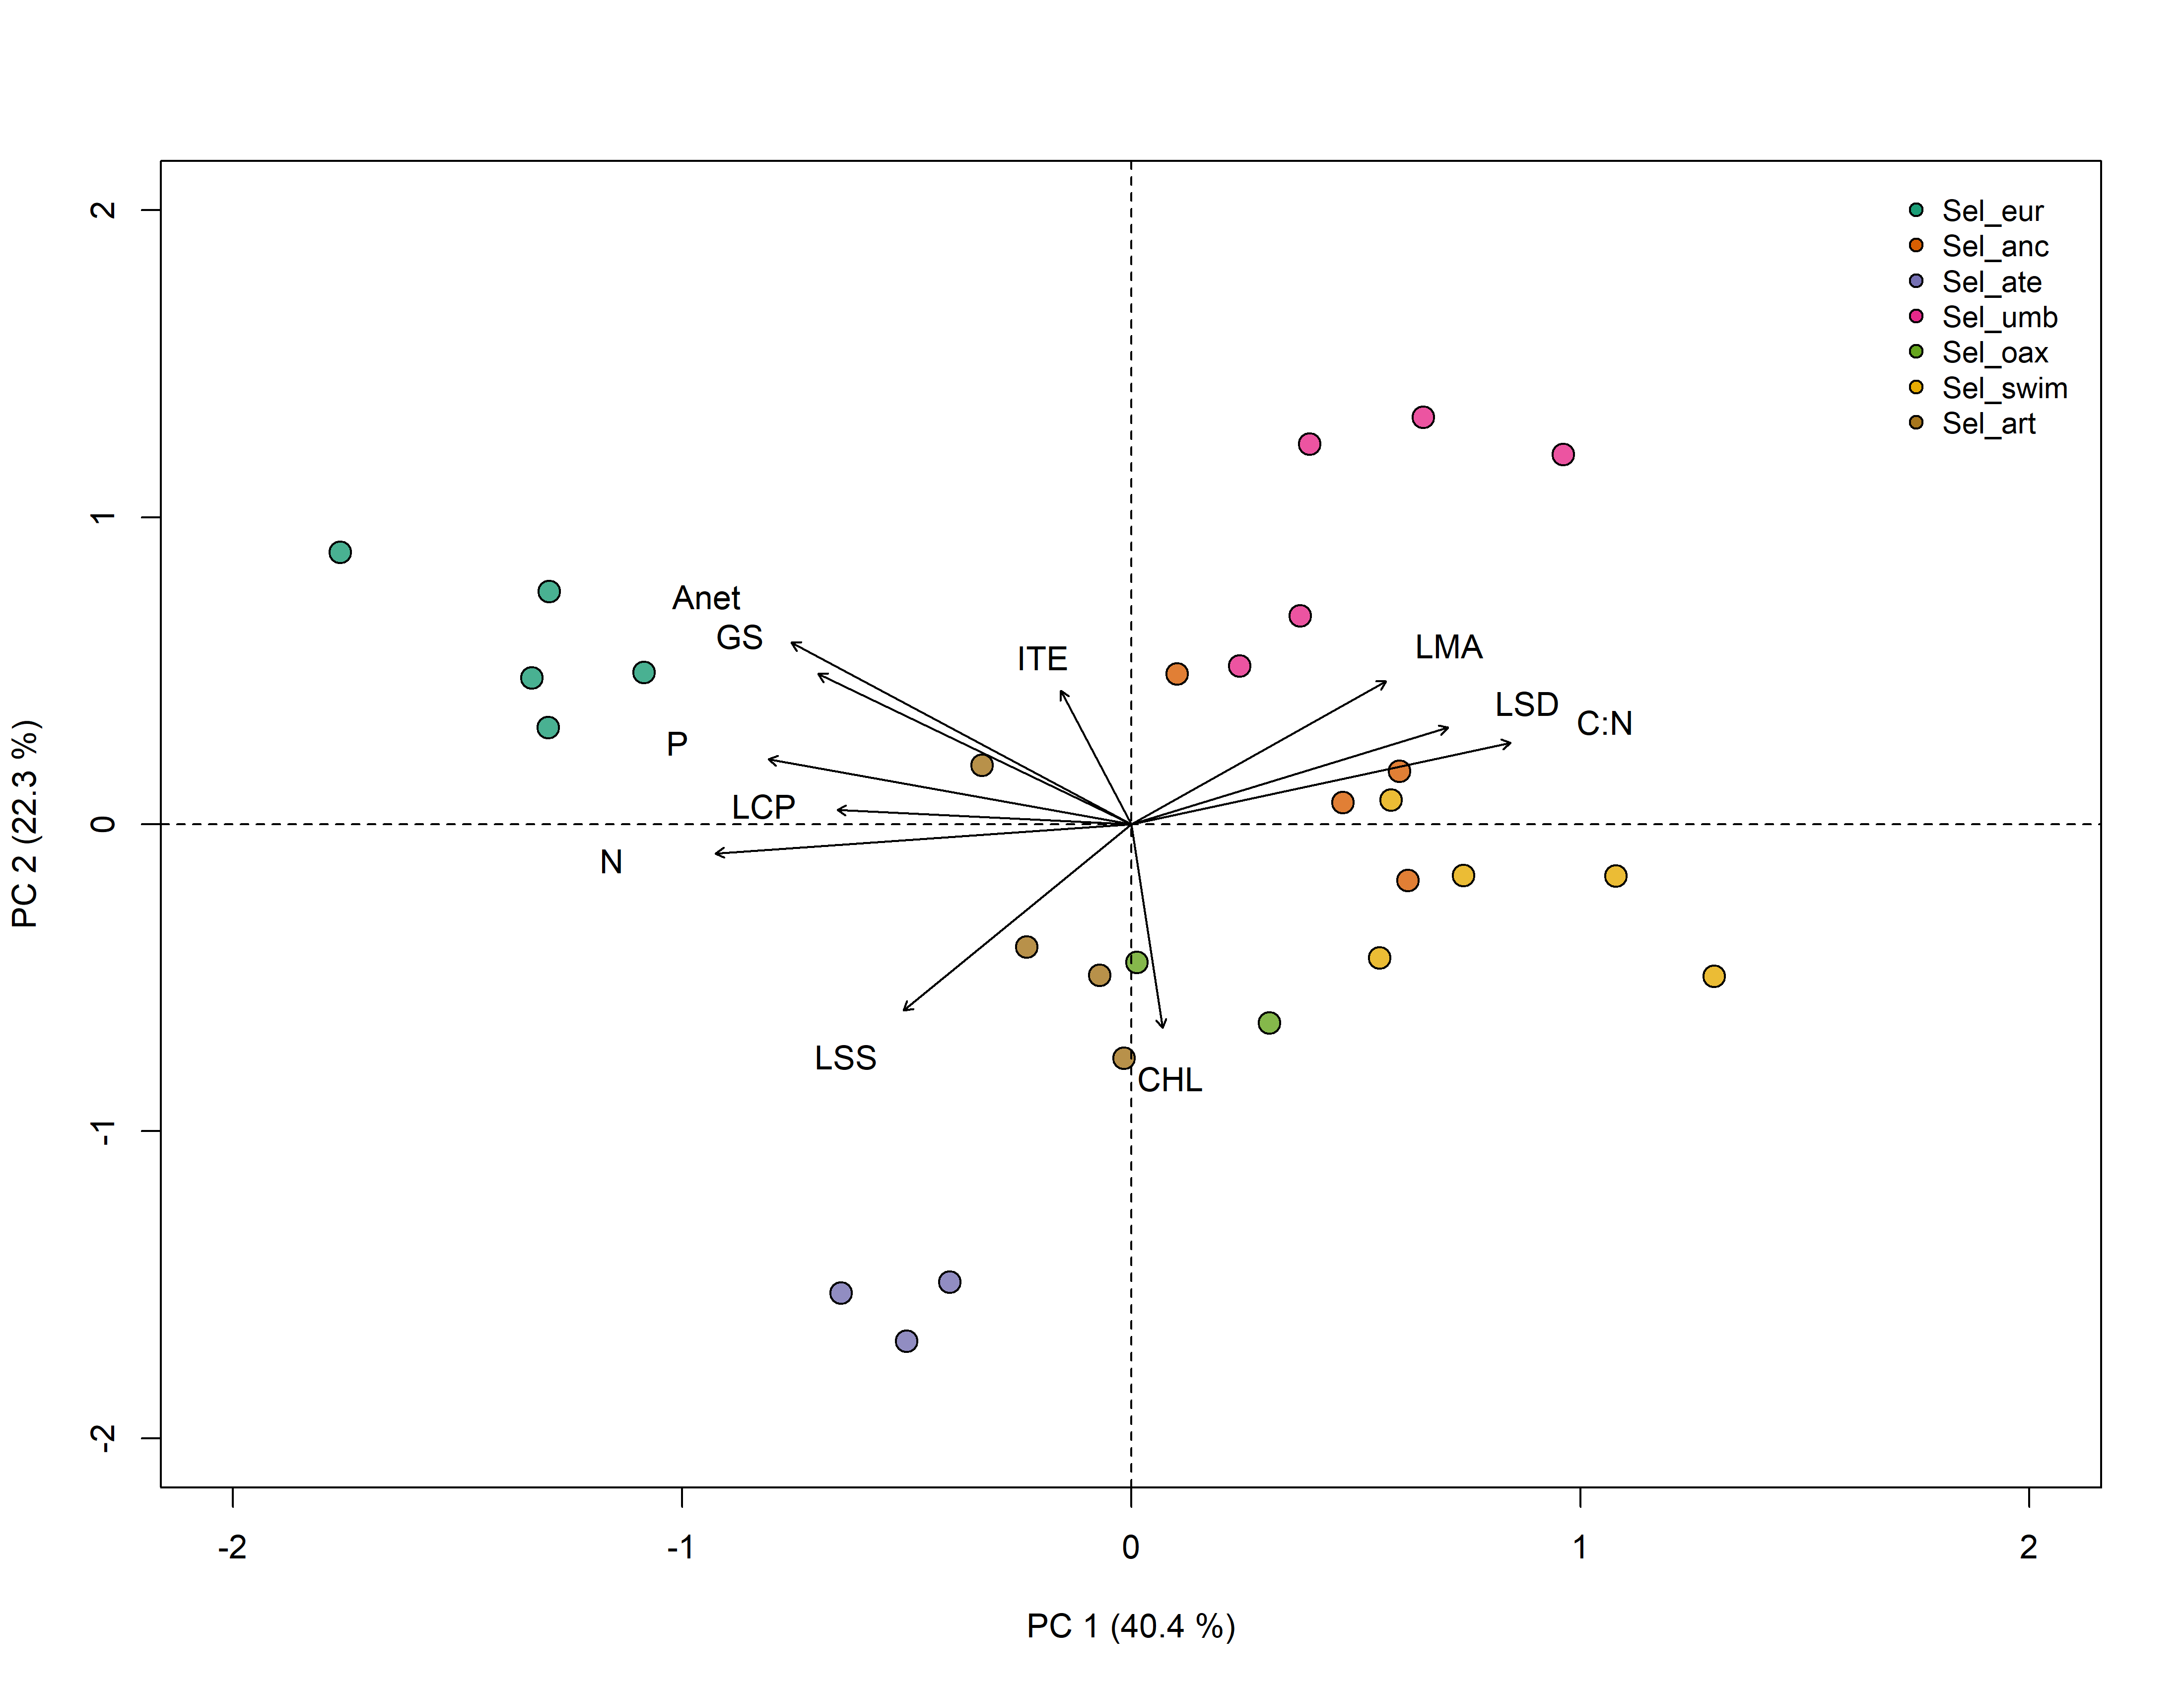 Sel_eur
Sel_anc
Sel_ate
Sel_umb
Sel_oax
Sel_swim
Sel_art
Anet
GS
ITE
LMA
LSD
C:N
P
LCP
N
LSS
CHL
2
1
0
-1
-2
PC 2 (22.3 %)
-2
-1
0
1
2
PC 1 (40.4 %)